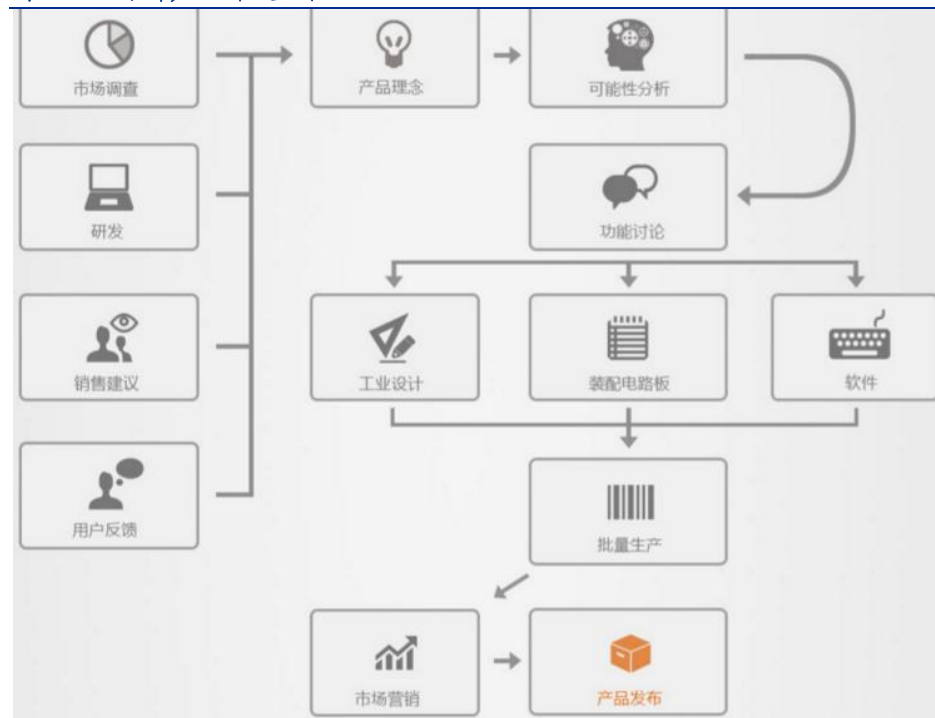 市场调查
产品理念
可能性分析
研发
功能讨论
销售建议
工业设计
装配电路板
软件
用户反馈
批量生产
市场营销
产品发布